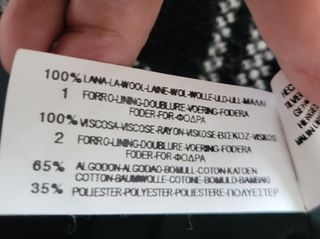 100% LANA-LA-WOOL-LAINE-WOL-WOLLE-ULD-ULL-ΜΑΛΛΙ
1 FORRO-LINING-DOUBLURE-VOERING-FODERA
FODER-FOR-ΦΟΔΡΑ
100% VISCOSA-VISCOSE-RAYON-VISKOSE-ΒΙΣΚΟΖ-VISKOS
2 FORRO-LINING-DOUBLURE-VOERING-FODERA
FODER-FOR-ΦΟΔΡΑ
65% ALGODON-ALGODAO-BOMULL-COTON-KATOEN
COTTON-BAUMWOLLE-COTONE-BOMULD-ΒΑΜΒΑΚΙ
35% POLIESTER-POLYESTER-POLIESTERE-ΠΟΛΥΕΣΤΕΡ